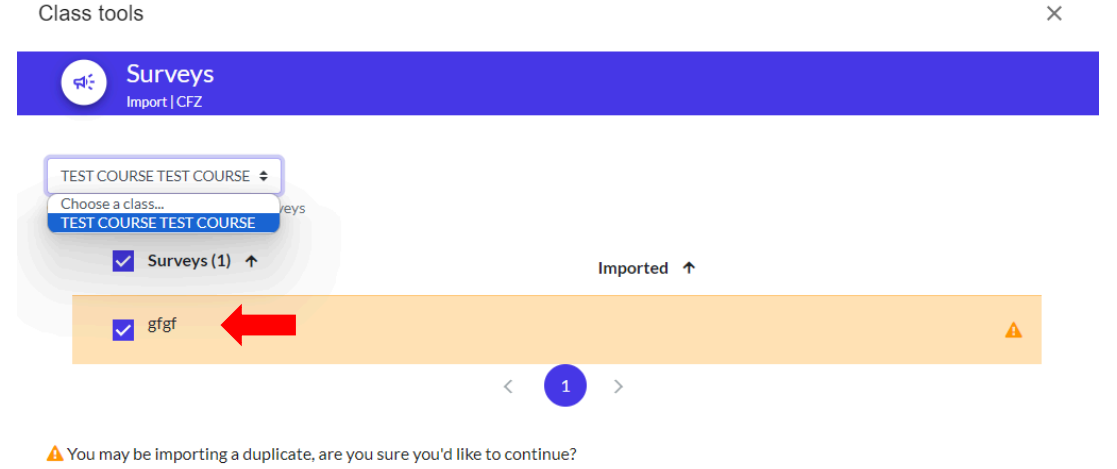 Class tools
Surveys
Import | CFZ
TEST COURSE TEST COURSE
Choose a class...
TEST COURSE TEST COURSE
Surveys (1)
Imported
gfgf
1
You may be importing a duplicate, are you sure you'd like to continue?